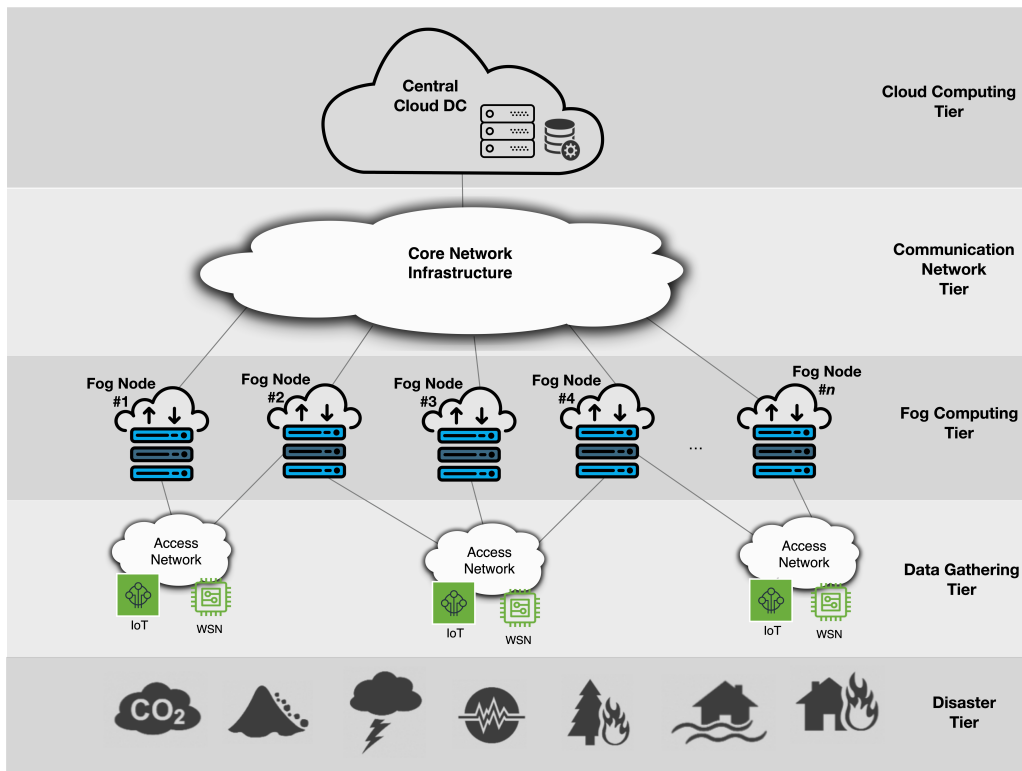 Central
Cloud DC
Cloud Computing
Tier
Core Network
Infrastructure
Communication
Network
Tier
Fog Node
#1
Fog Node
#2
Fog Node
#3
Fog Node
#4
...
Fog Node
#n
Fog Computing
Tier
Access
Network
IoT
WSN
Access
Network
IoT
WSN
Access
Network
IoT
WSN
Data Gathering
Tier
CO2
Disaster
Tier